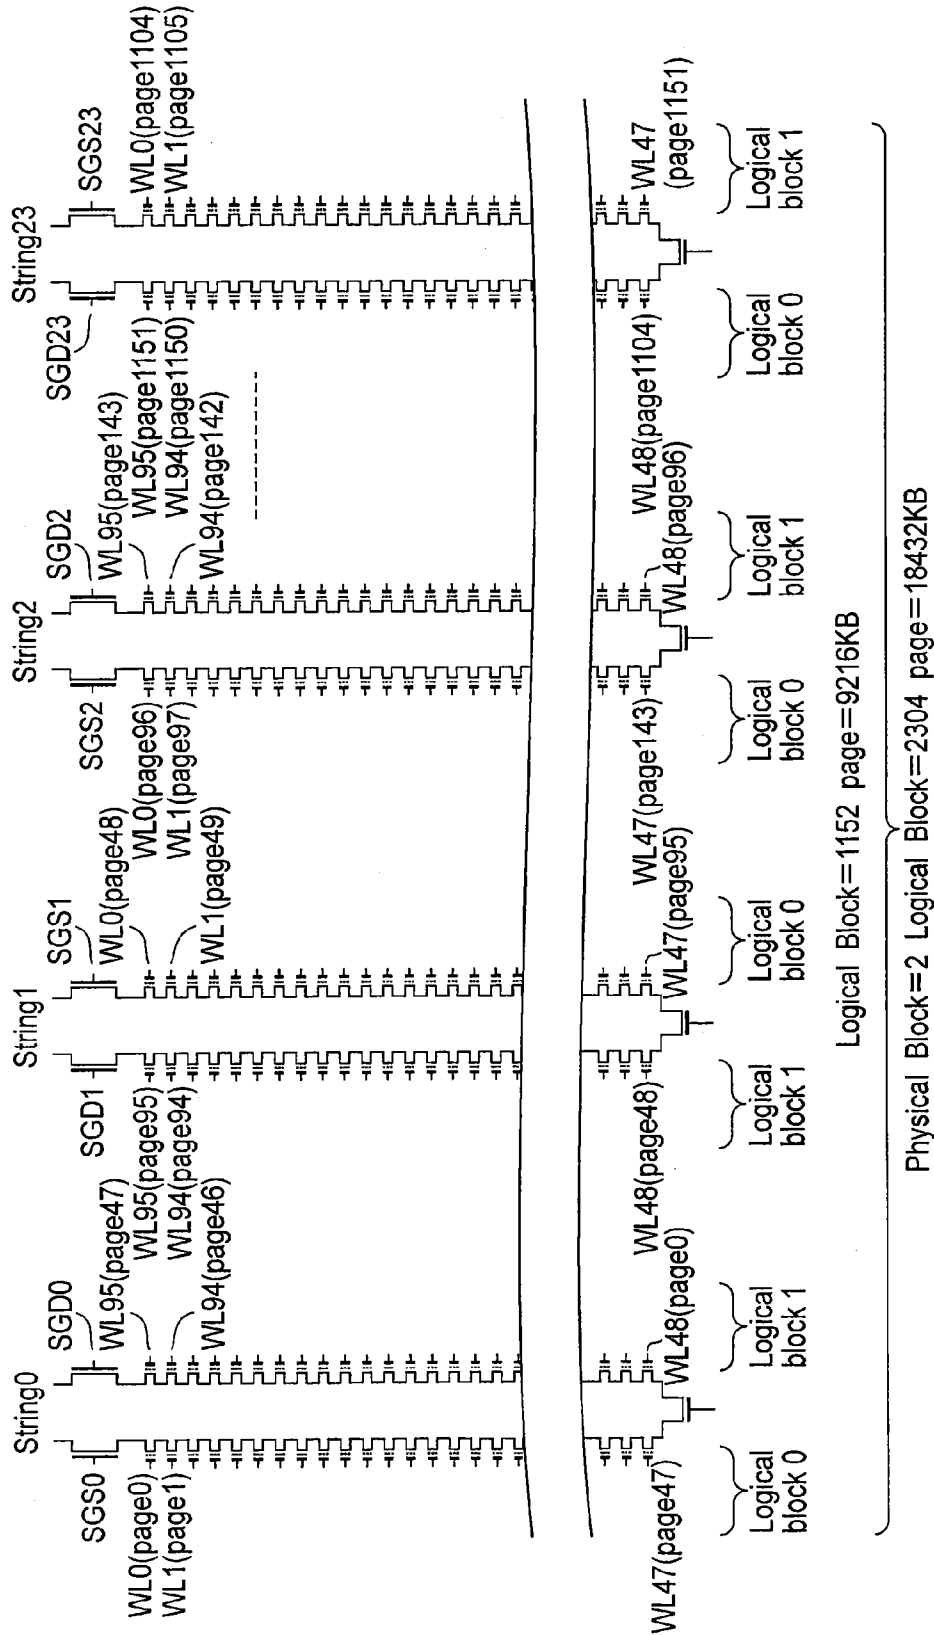 String0
SGS0
SGD0
WL0(page0)
WL1(page1)
WL95(page47)
WL94(page46)
WL47(page47)
WL48(page0)
Logical
block 0
Logical
block 1
String1
SGD1
SGS1
WL95(page95)
WL94(page94)
WL0(page48)
WL1(page49)
WL48(page48)
WL47(page95)
Logical
block 1
Logical
block 0
String2
SGS2
SGD2
WL0(page96)
WL1(page97)
WL95(page143)
WL94(page142)
WL47(page143)
WL48(page96)
Logical
block 0
Logical
block 1
String23
SGD23
SGS23
WL95(page1151)
WL94(page1150)
WL0(page1104)
WL1(page1105)
WL48(page1104)
WL47
(page1151)
Logical
block 0
Logical
block 1
Logical Block=1152 page=9216KB
Physical Block=2 Logical Block=2304 page=18432KB